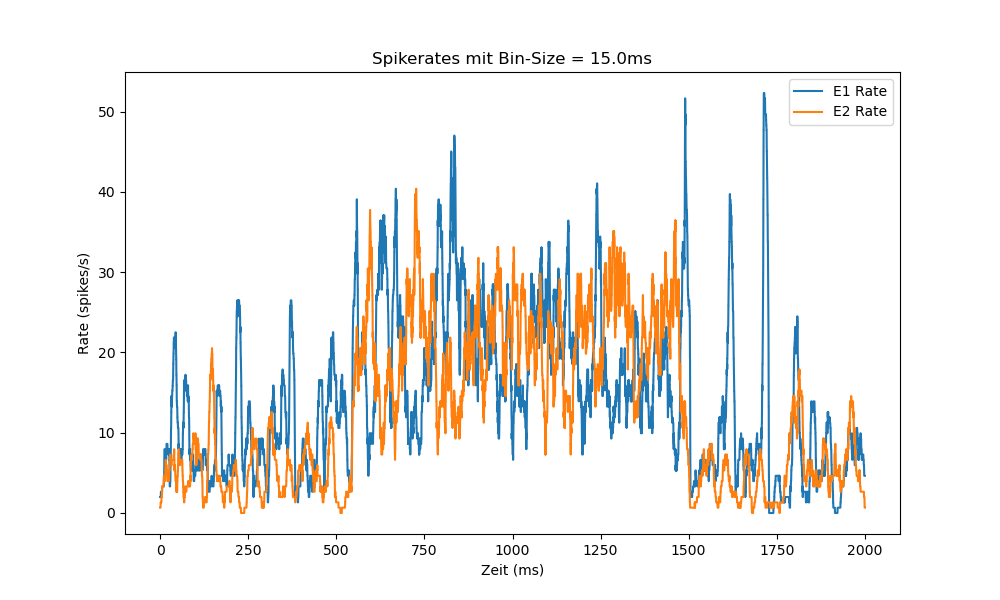 Spikerates mit Bin-Size = 15.0ms
E1 Rate
E2 Rate
50
40
30
20
10
0
Rate (spikes/s)
0 250 500 750 1000 1250 1500 1750 2000
Zeit (ms)